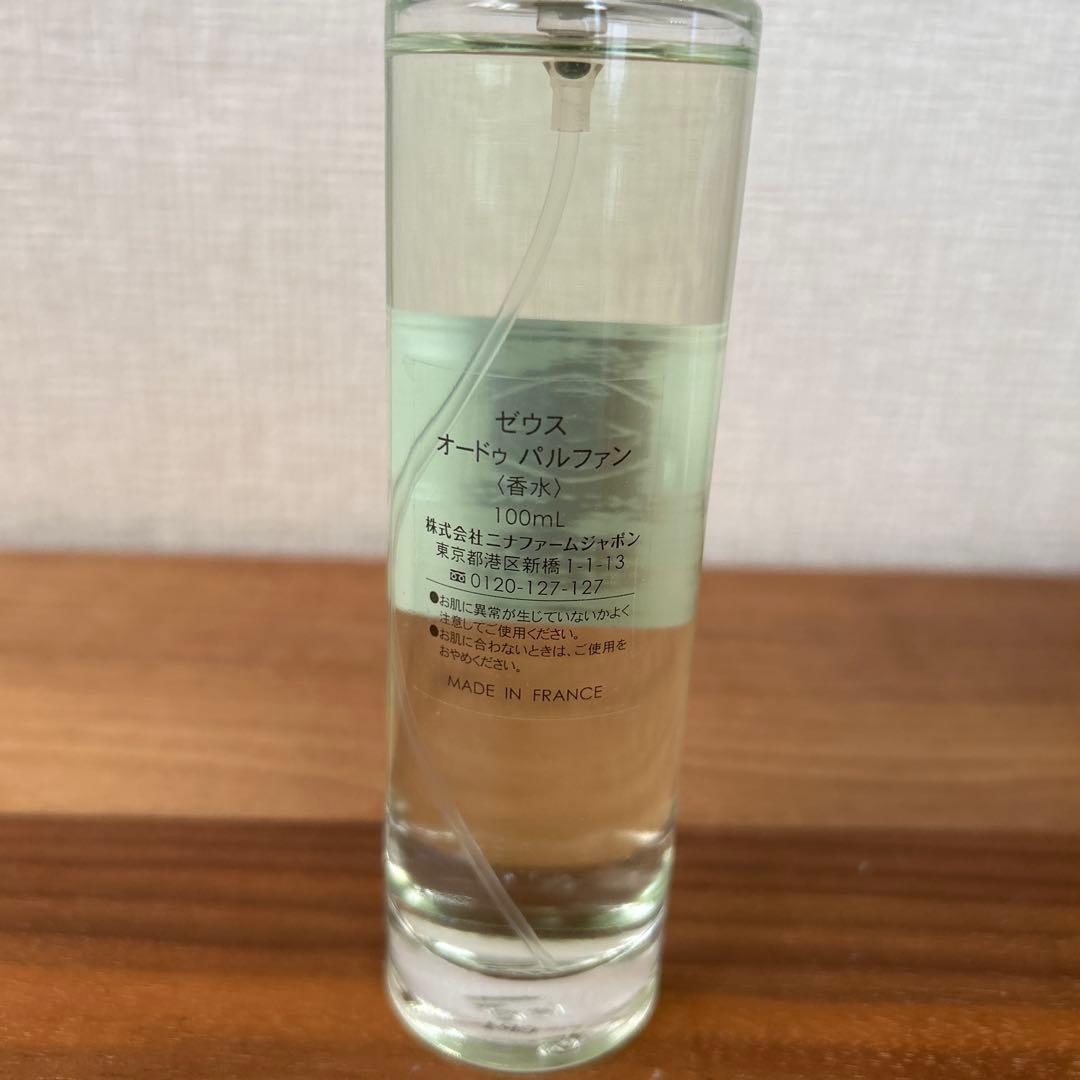 ゼウス
オードゥ パルファン
〈香水〉
100mL
株式会社ニナファームジャポン
東京都港区新橋1-1-13
0120-127-127
●お肌に異常が生じていないかよく
注意してご使用ください。
●お肌に合わないときは、ご使用を
おやめください。
MADE IN FRANCE